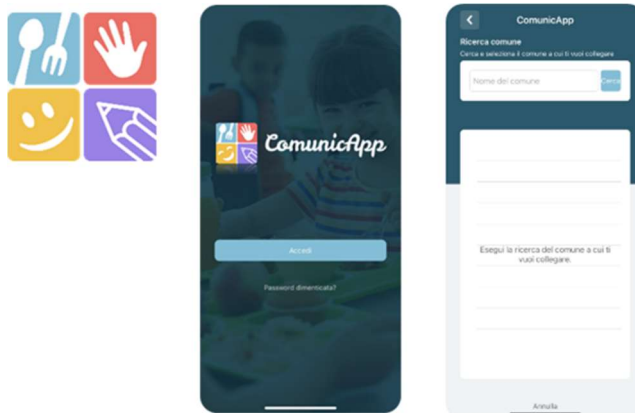 ComunicApp
Accedi
Password dimenticata?
ComunicApp
Ricerca comune
Cerca e seleziona il comune a cui ti vuoi collegare
Nome del comune
Cerca
Esegui la ricerca del comune a cui ti
vuoi collegare.
Annulla